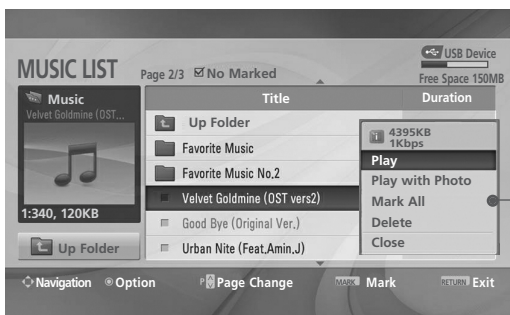 USB Device
MUSIC LIST
Page 2/3 No Marked
Free Space 150MB
Music
Velvet Goldmine (OST...
1:340, 120KB
Up Folder
Title
Duration
Up Folder
Favorite Music
Favorite Music No.2
Velvet Goldmine (OST vers2)
Good Bye (Original Ver.)
Urban Nite (Feat.Amin.J)
4395KB
1Kbps
Play
Play with Photo
Mark All
Delete
Close
Navigation Option P Page Change MARK Mark RETURN Exit